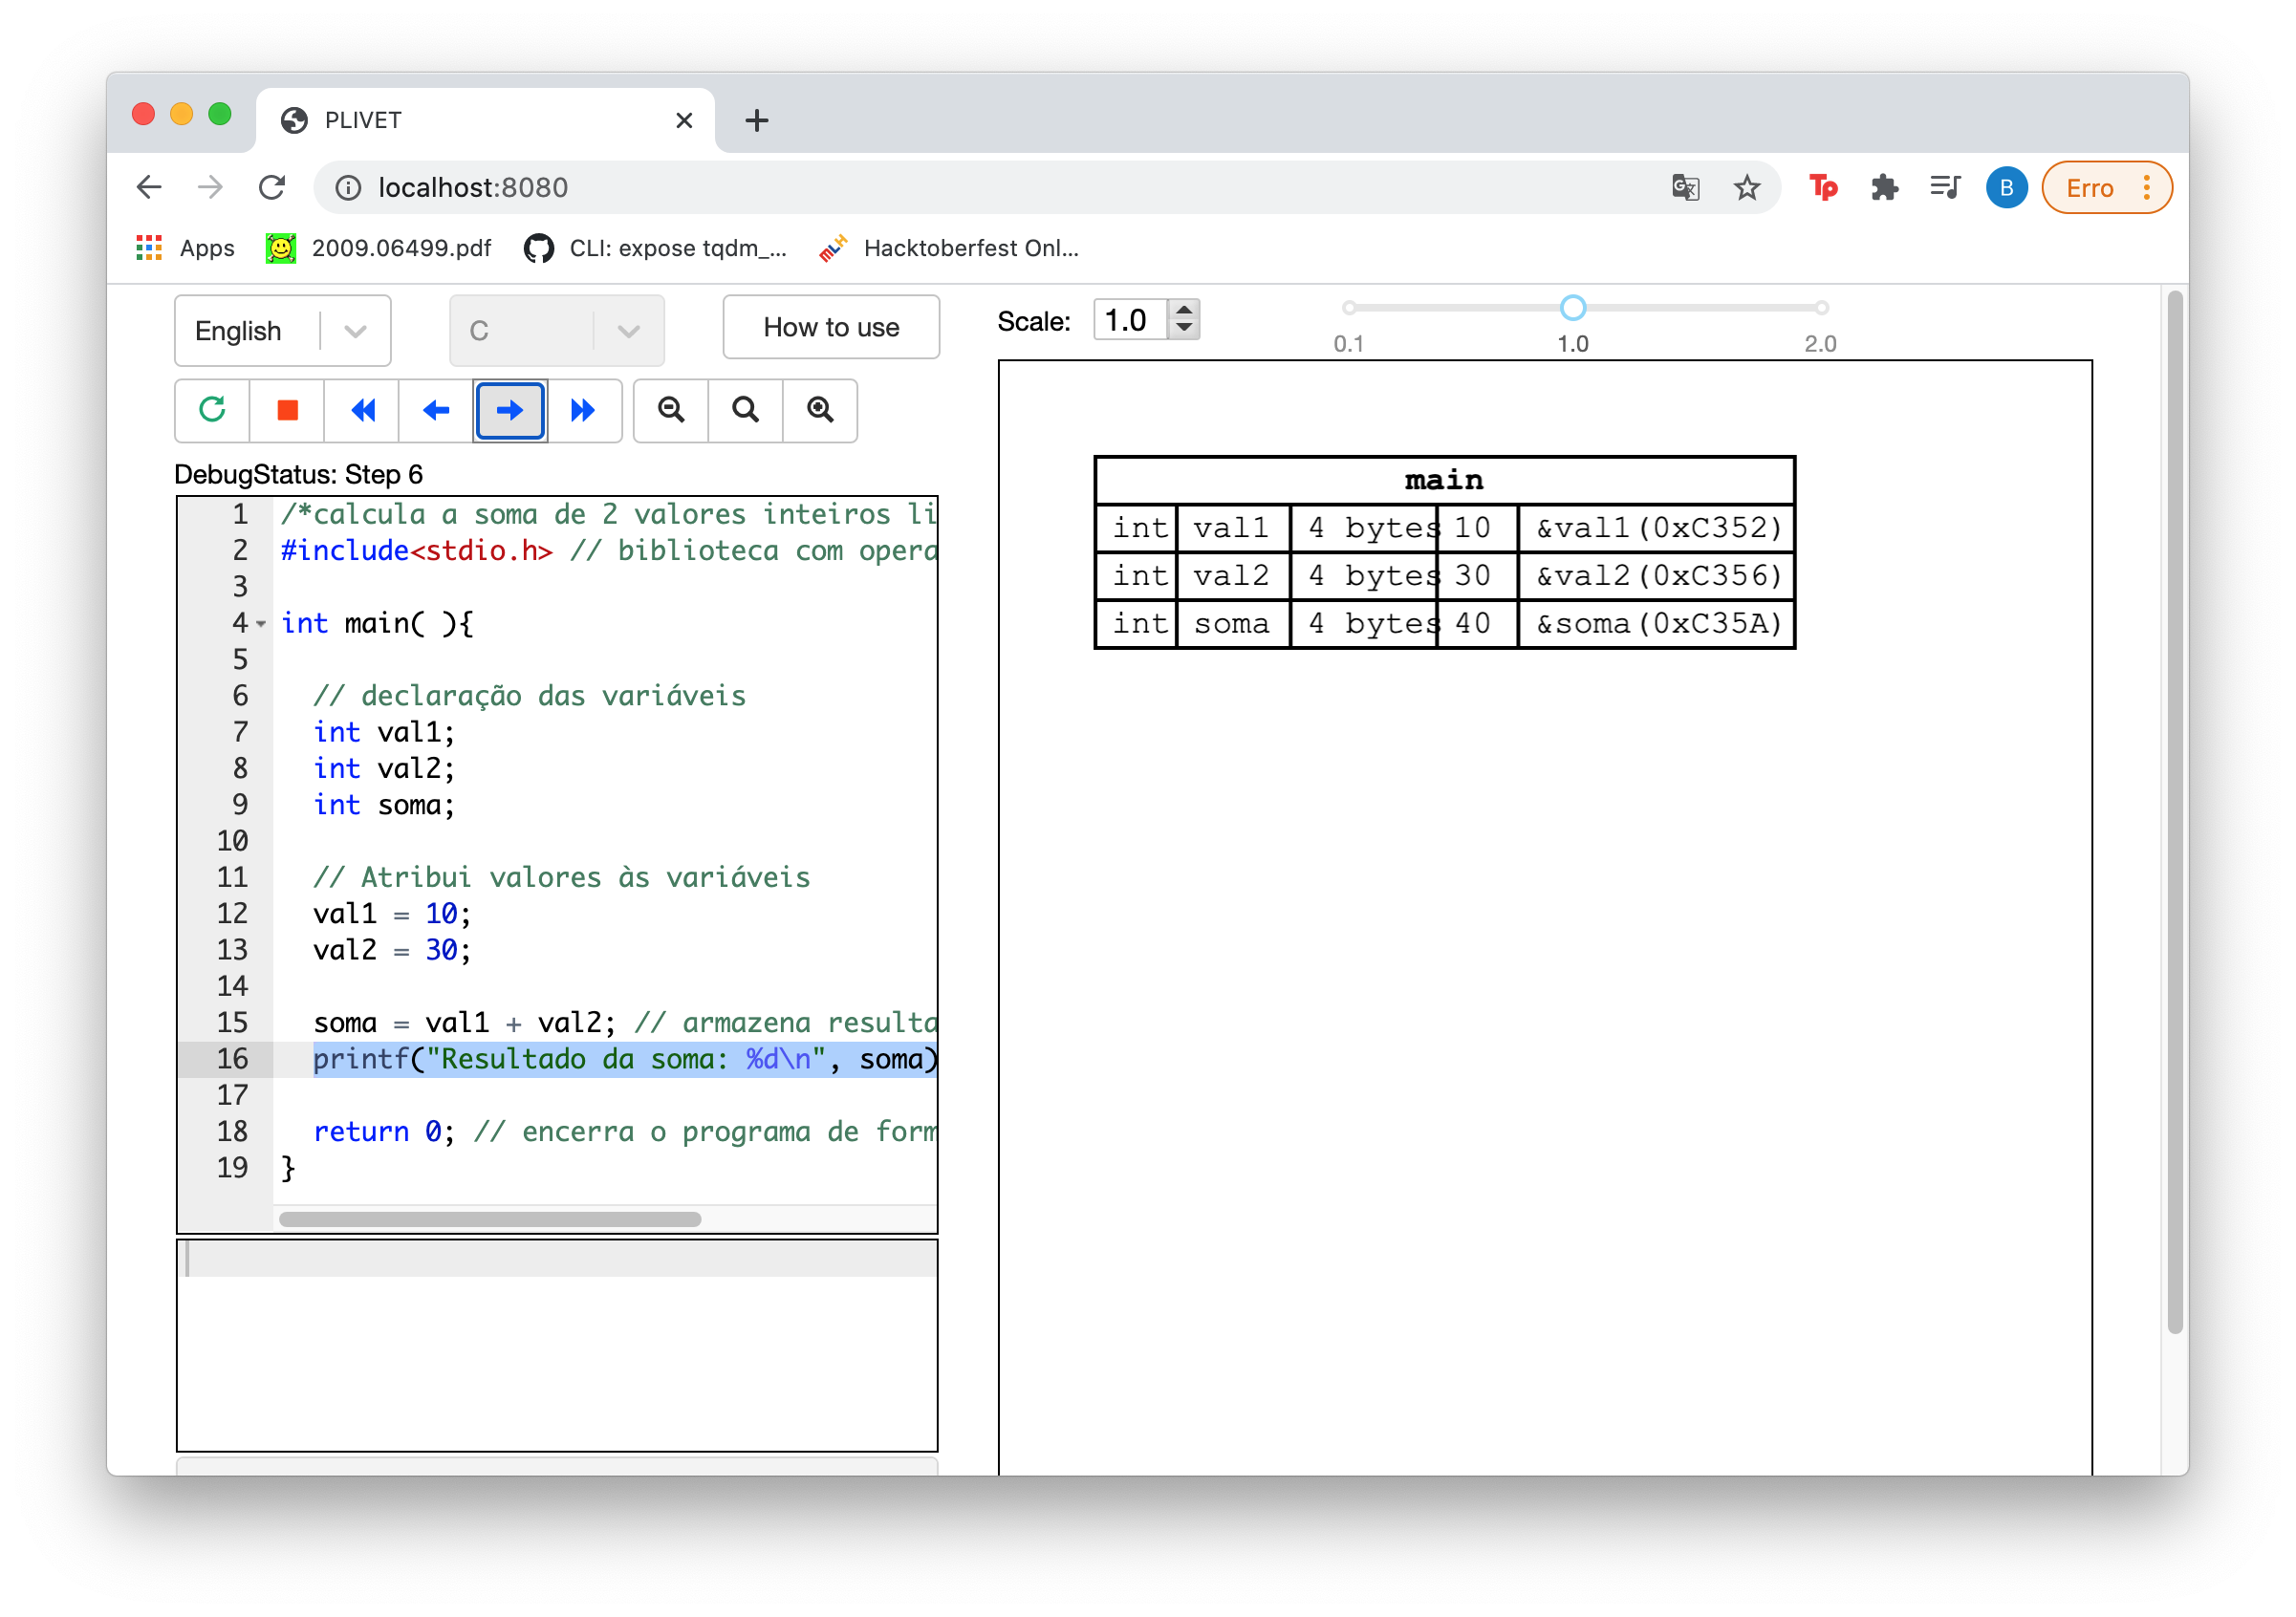 PLIVET
localhost:8080
B
Erro
Apps
2009.06499.pdf
CLI: expose tqdm_...
MLH
Hacktoberfest Onl...
English
C
How to use
Scale:
1.0
0.1
1.0
2.0
DebugStatus: Step 6
1 /*calcula a soma de 2 valores inteiros li
2 #include<stdio.h> // biblioteca com opera
3
4 int main( ){
5
6 // declaração das variáveis
7 int val1;
8 int val2;
9 int soma;
10
11 // Atribui valores às variáveis
12 val1 = 10;
13 val2 = 30;
14
15 soma = val1 + val2; // armazena resulta
16 printf("Resultado da soma: %d\n", soma)
17
18 return 0; // encerra o programa de form
19 }
main
int val1 4 bytes 10 &val1(0xC352)
int val2 4 bytes 30 &val2(0xC356)
int soma 4 bytes 40 &soma(0xC35A)